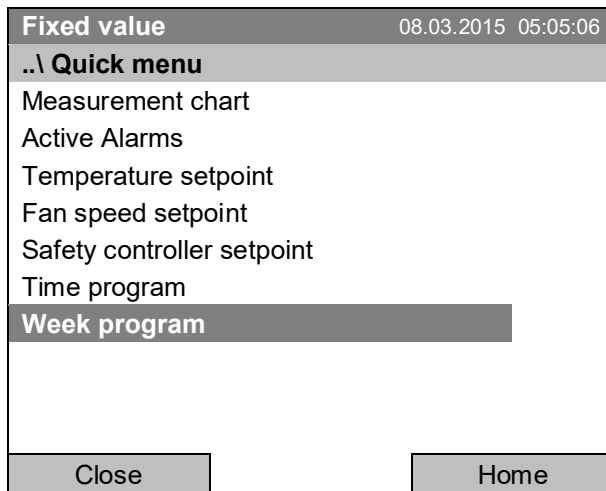 Fixed value 08.03.2015 05:05:06
..\ Quick menu
Measurement chart
Active Alarms
Temperature setpoint
Fan speed setpoint
Safety controller setpoint
Time program
Week program
Close Home